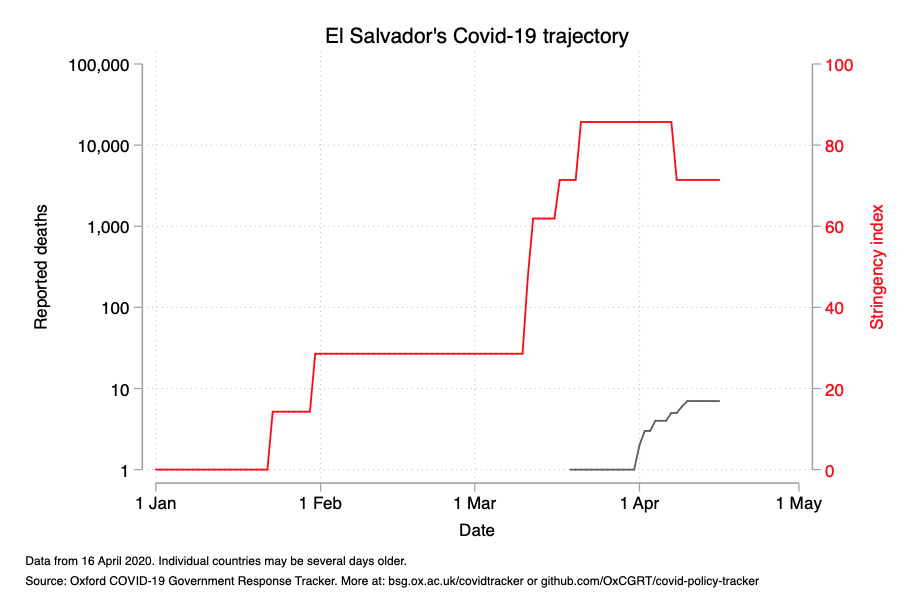 El Salvador's Covid-19 trajectory
100,000
10,000
1,000
100
10
1
Reported deaths
100
80
60
40
20
0
Stringency index
1 Jan 1 Feb 1 Mar 1 Apr 1 May
Date
Data from 16 April 2020. Individual countries may be several days older.
Source: Oxford COVID-19 Government Response Tracker. More at: bsg.ox.ac.uk/covidtracker or github.com/OxCGRT/covid-policy-tracker